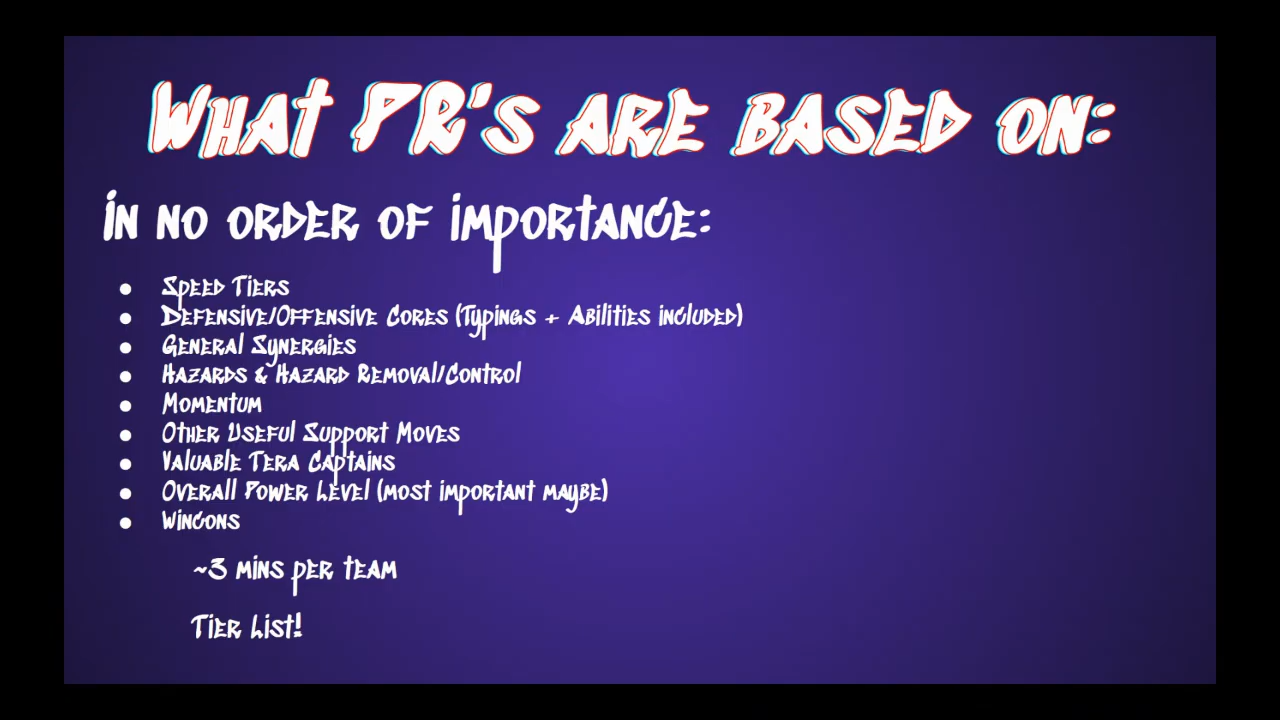 What PR's are based on:
In no order of importance:
● Speed Tiers
● Defensive/Offensive Cores (Typings + Abilities included)
● General Synergies
● Hazards & Hazard Removal/Control
● Momentum
● Other Useful Support Moves
● Valuable Tera Captains
● Overall Power Level (most important maybe)
● Wincons
~3 mins per team
Tier List!